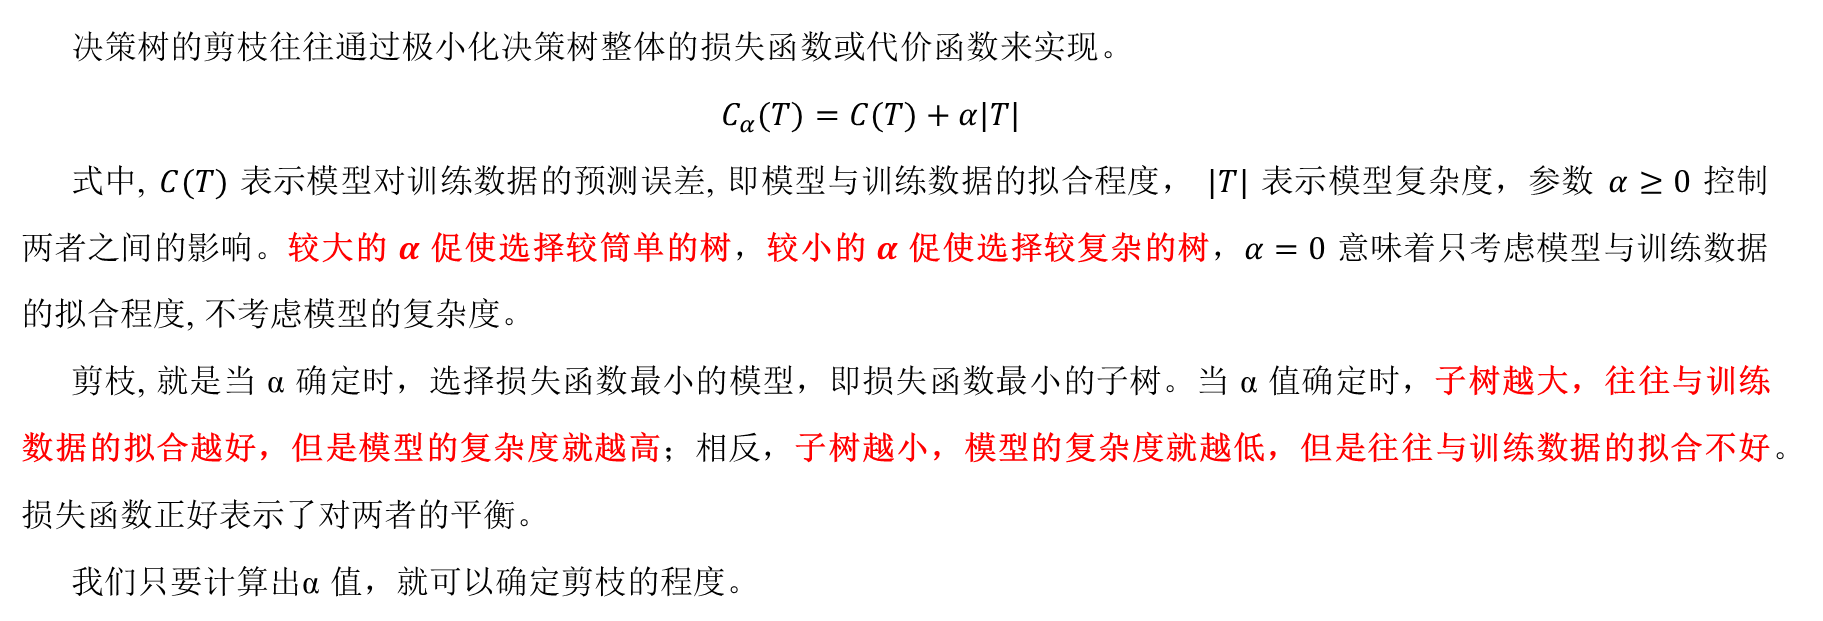 决策树的剪枝往往通过极小化决策树整体的损失函数或代价函数来实现。
C_α(T) = C(T) + α|T|
式中, C(T) 表示模型对训练数据的预测误差, 即模型与训练数据的拟合程度， |T| 表示模型复杂度，参数 α ≥ 0 控制
两者之间的影响。较大的 α 促使选择较简单的树，较小的 α 促使选择较复杂的树，α = 0 意味着只考虑模型与训练数据
的拟合程度, 不考虑模型的复杂度。
剪枝, 就是当 α 确定时，选择损失函数最小的模型，即损失函数最小的子树。当 α 值确定时，子树越大，往往与训练
数据的拟合越好，但是模型的复杂度就越高；相反，子树越小，模型的复杂度就越低，但是往往与训练数据的拟合不好。
损失函数正好表示了对两者的平衡。
我们只要计算出α 值，就可以确定剪枝的程度。